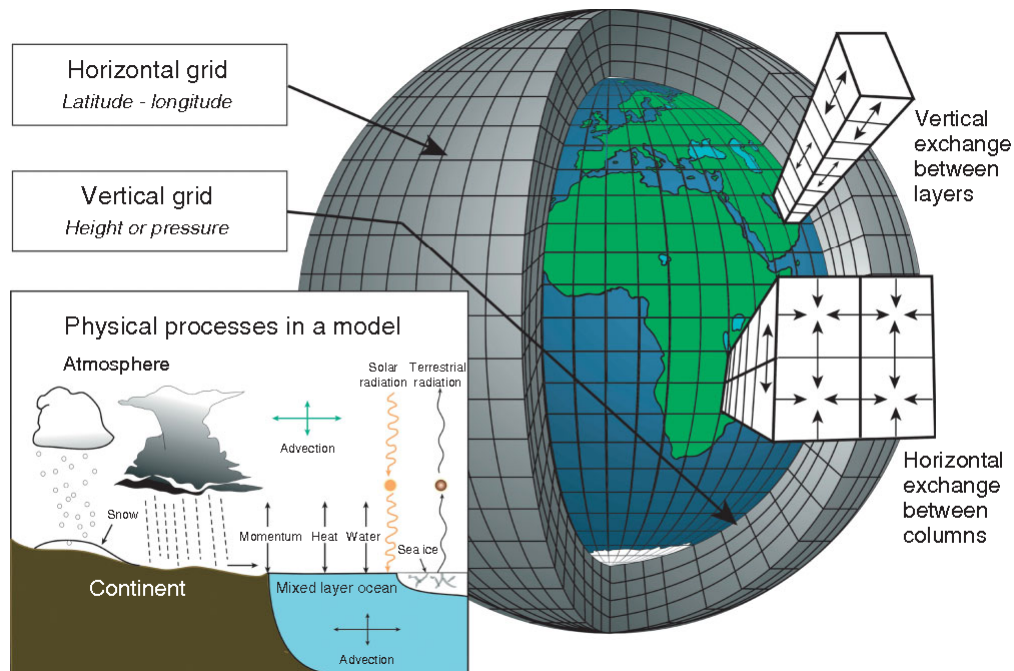 Horizontal grid
Latitude - longitude
Vertical grid
Height or pressure
Vertical
exchange
between
layers
Horizontal
exchange
between
columns
Physical processes in a model
Atmosphere
Solar
radiation
Terrestrial
radiation
Advection
Snow
Momentum
Heat
Water
Sea ice
Continent
Mixed layer ocean
Advection